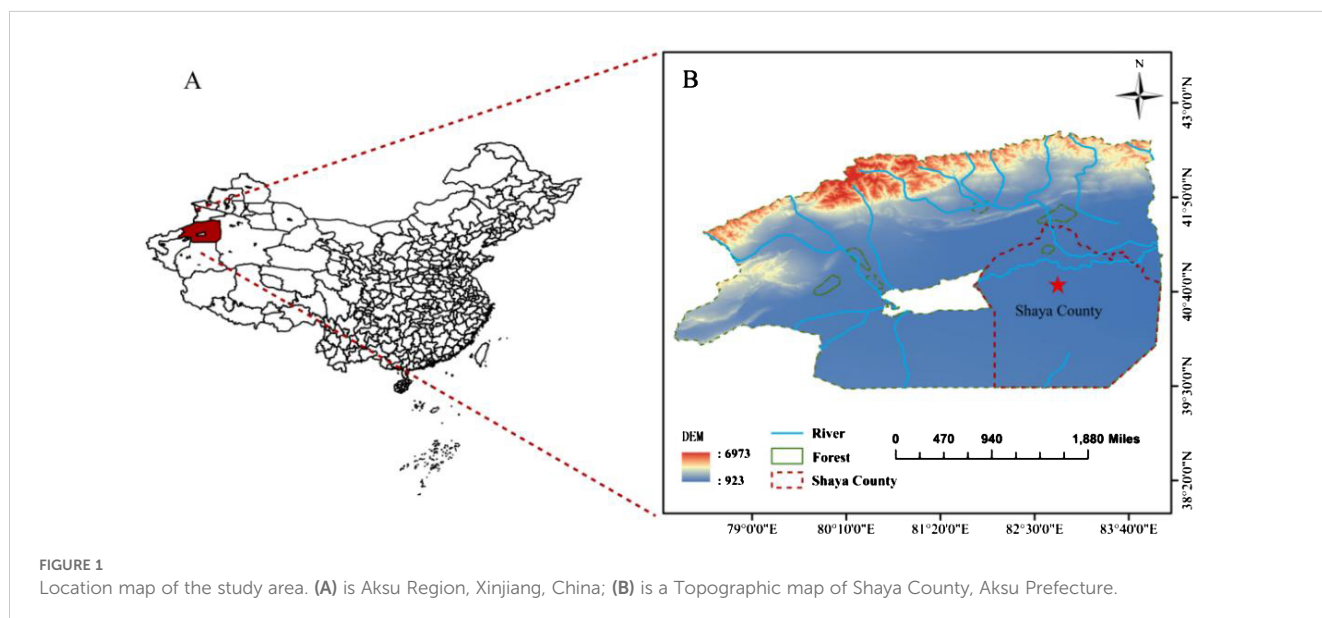 A
B
N
43°0'0"N
41°50'0"N
40°40'0"N
39°30'0"N
38°20'0"N
Shaya County
DEM
: 6973
: 923
River
Forest
Shaya County
0 470 940 1,880 Miles
79°0'0"E 80°10'0"E 81°20'0"E 82°30'0"E 83°40'0"E
FIGURE 1
Location map of the study area. (A) is Aksu Region, Xinjiang, China; (B) is a Topographic map of Shaya County, Aksu Prefecture.